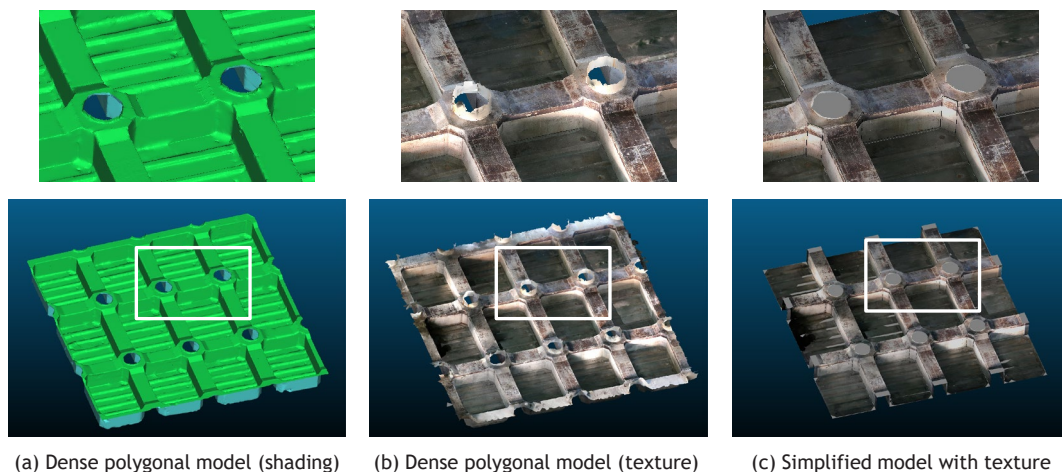 (a) Dense polygonal model (shading)
(b) Dense polygonal model (texture)
(c) Simplified model with texture